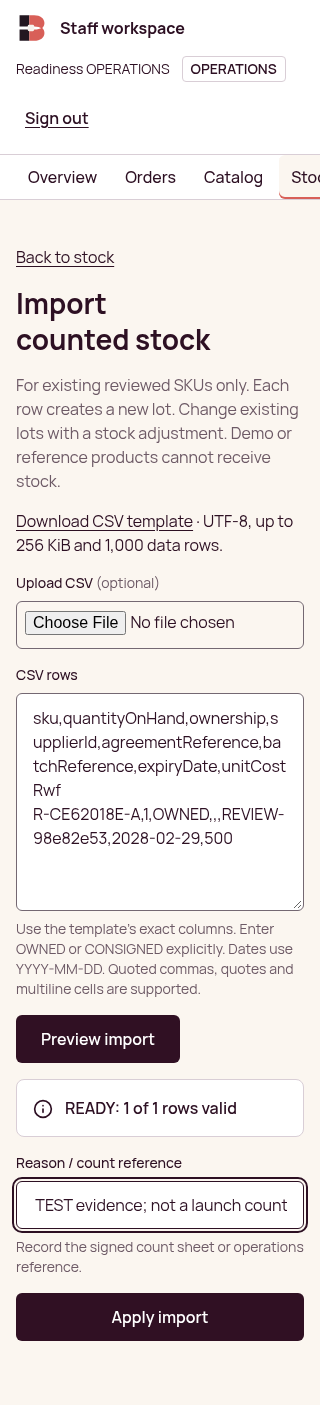 Staff workspace
Readiness OPERATIONS OPERATIONS
Sign out
Overview Orders Catalog
Back to stock
Import
counted stock
For existing reviewed SKUs only. Each
row creates a new lot. Change existing
lots with a stock adjustment. Demo or
reference products cannot receive
stock.
Download CSV template · UTF-8, up to
256 KiB and 1,000 data rows.
Upload CSV (optional)
Choose File No file chosen
CSV rows
sku,quantityOnHand,ownership,s
upplierId,agreementReference,ba
tchReference,expiryDate,unitCost
Rwf
R-CE62018E-A,1,OWNED,,,REVIEW-
98e82e53,2028-02-29,500
Use the template's exact columns. Enter
OWNED or CONSIGNED explicitly. Dates use
YYYY-MM-DD. Quoted commas, quotes and
multiline cells are supported.
Preview import
READY: 1 of 1 rows valid
Reason / count reference
TEST evidence; not a launch count
Record the signed count sheet or operations
reference.
Apply import